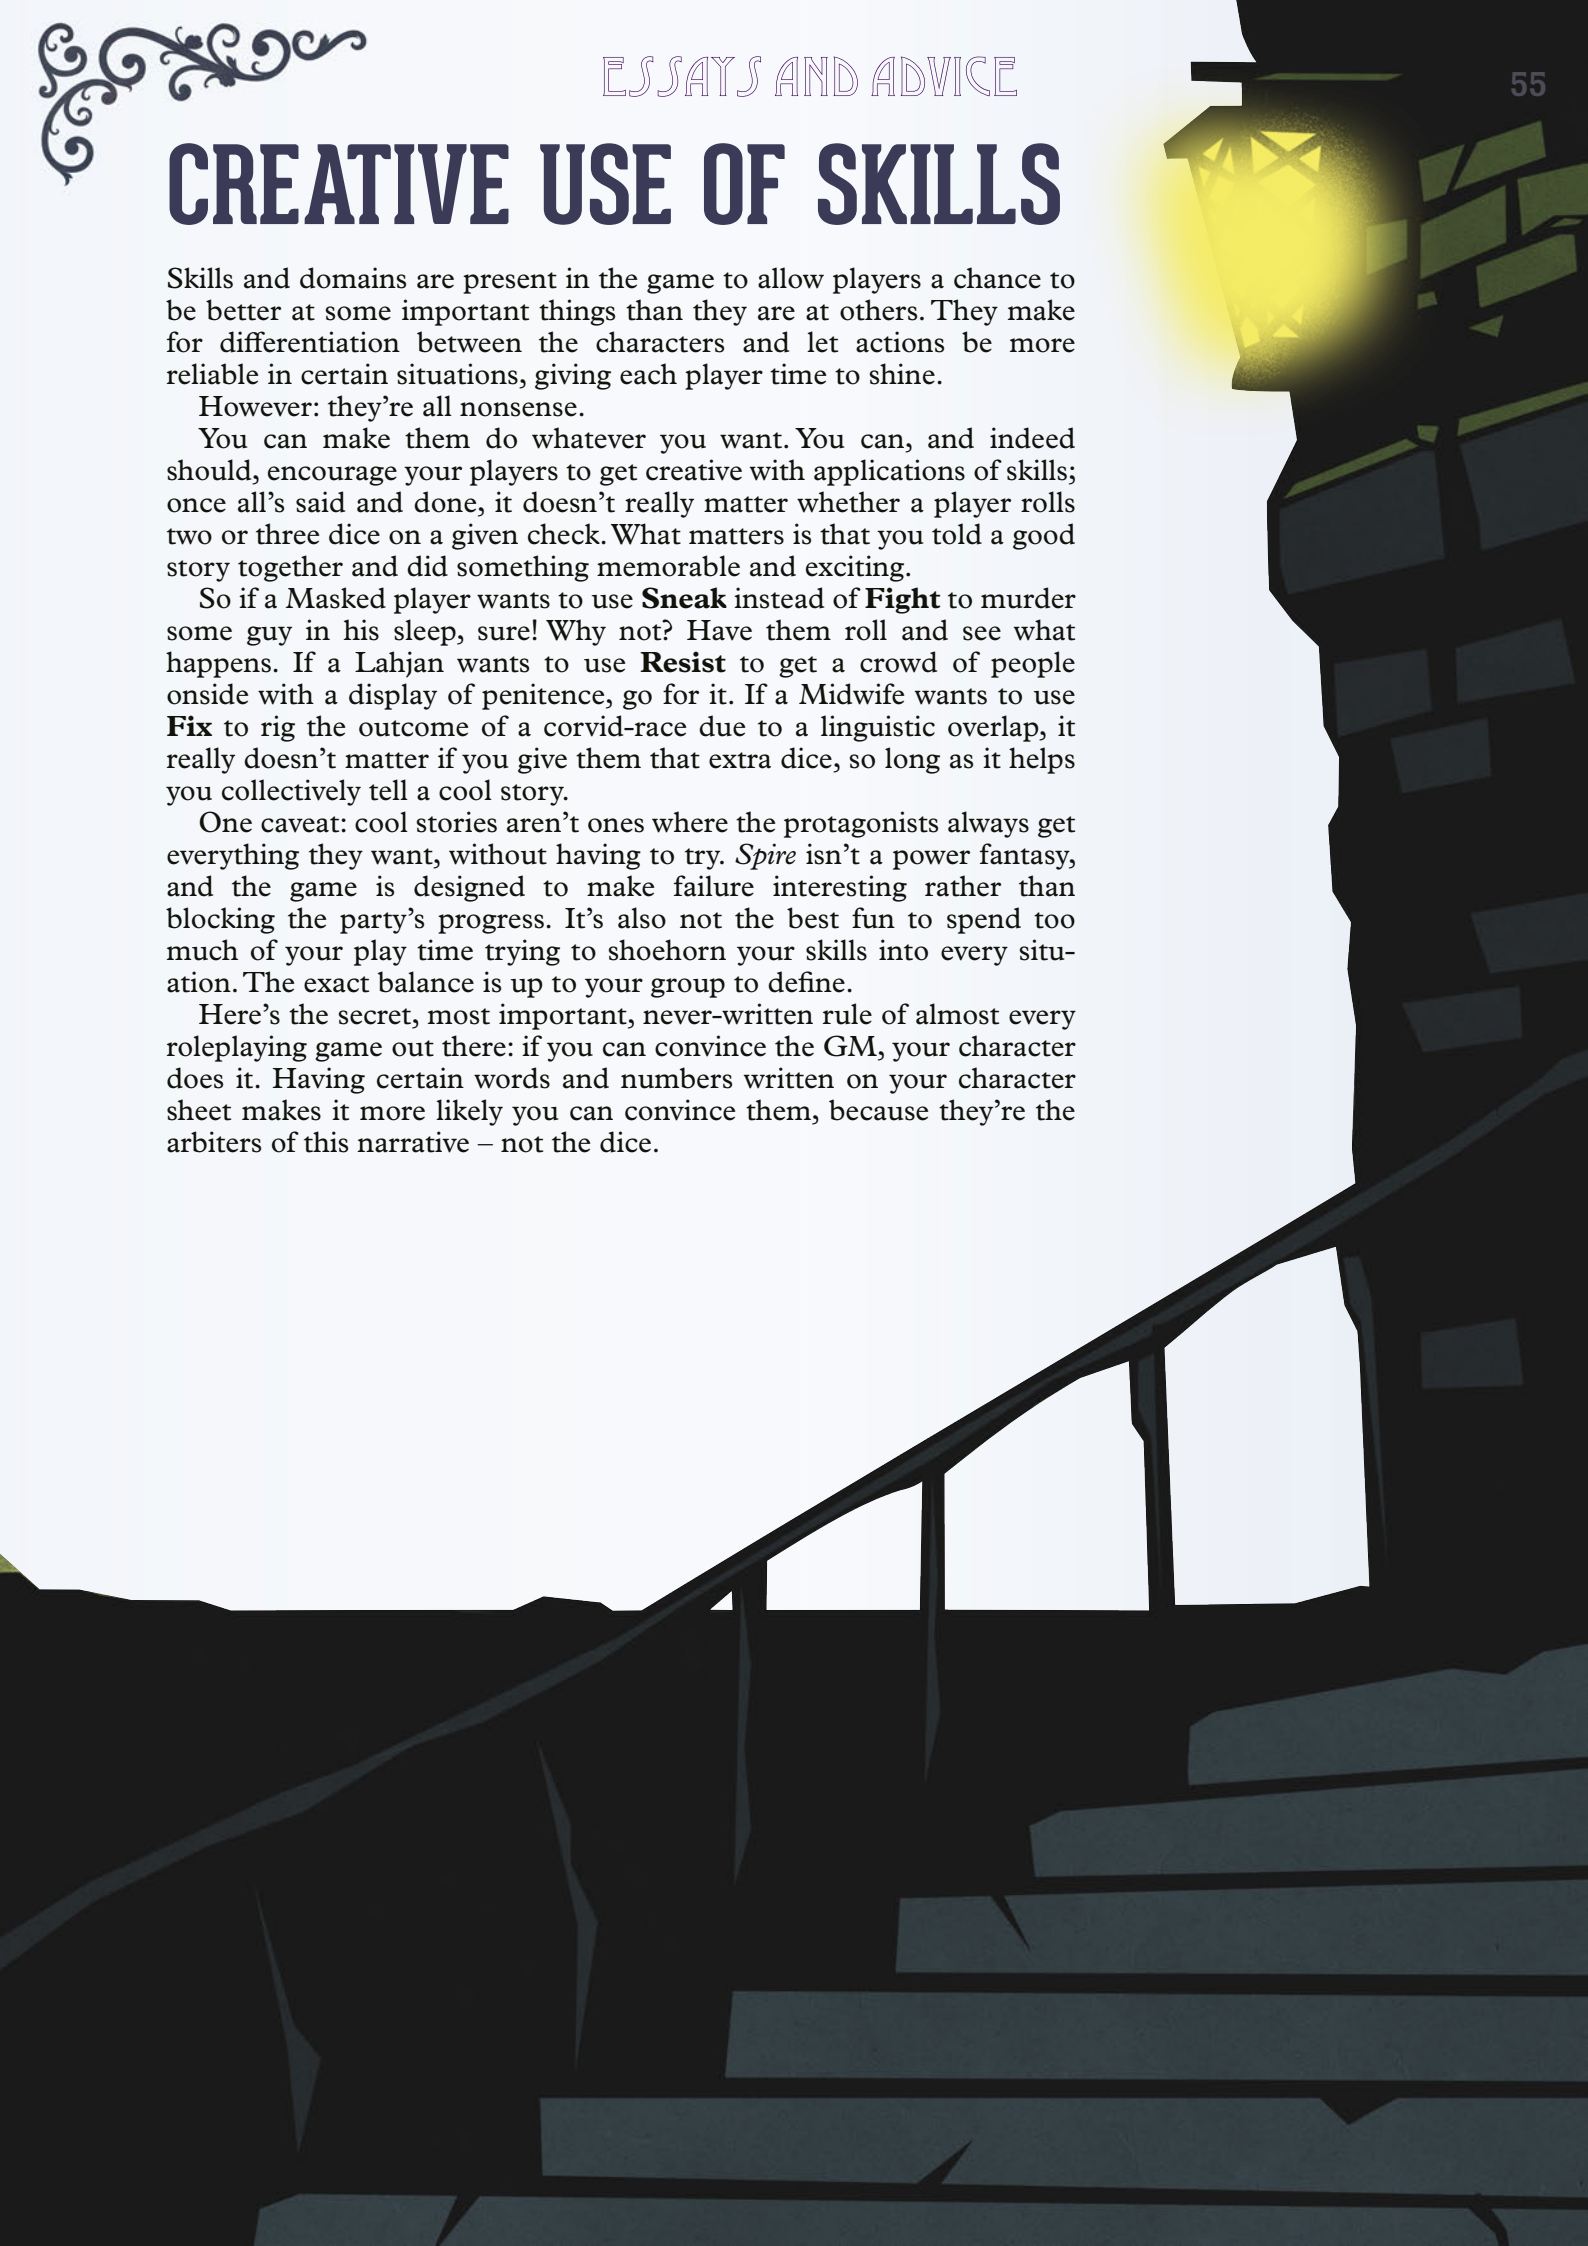 ESSAYS AND ADVICE
55
CREATIVE USE OF SKILLS
Skills and domains are present in the game to allow players a chance to
be better at some important things than they are at others. They make
for differentiation between the characters and let actions be more
reliable in certain situations, giving each player time to shine.
However: they’re all nonsense.
You can make them do whatever you want. You can, and indeed
should, encourage your players to get creative with applications of skills;
once all’s said and done, it doesn’t really matter whether a player rolls
two or three dice on a given check. What matters is that you told a good
story together and did something memorable and exciting.
So if a Masked player wants to use Sneak instead of Fight to murder
some guy in his sleep, sure! Why not? Have them roll and see what
happens. If a Lahjan wants to use Resist to get a crowd of people
onside with a display of penitence, go for it. If a Midwife wants to use
Fix to rig the outcome of a corvid-race due to a linguistic overlap, it
really doesn’t matter if you give them that extra dice, so long as it helps
you collectively tell a cool story.
One caveat: cool stories aren’t ones where the protagonists always get
everything they want, without having to try. Spire isn’t a power fantasy,
and the game is designed to make failure interesting rather than
blocking the party’s progress. It’s also not the best fun to spend too
much of your play time trying to shoehorn your skills into every situ-
ation. The exact balance is up to your group to define.
Here’s the secret, most important, never-written rule of almost every
roleplaying game out there: if you can convince the GM, your character
does it. Having certain words and numbers written on your character
sheet makes it more likely you can convince them, because they’re the
arbiters of this narrative – not the dice.